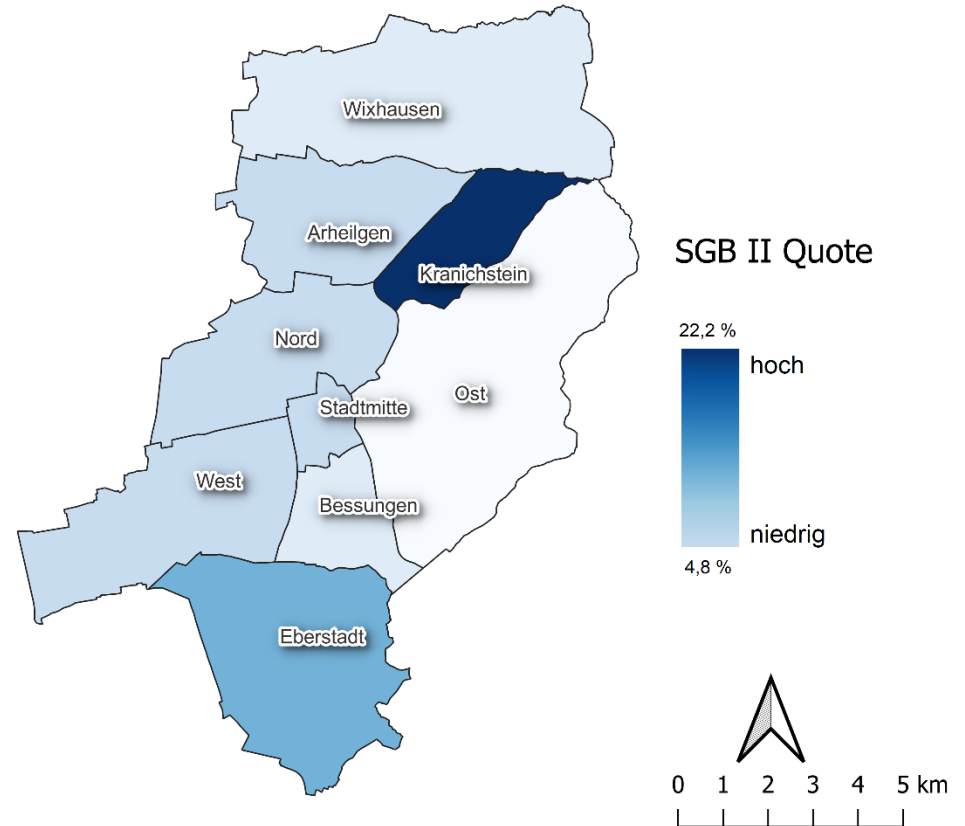 Wixhausen
Arheilgen
Kranichstein
Nord
Stadtmitte
Ost
West
Bessungen
Eberstadt
SGB II Quote
22,2 %
hoch
niedrig
4,8 %
0 1 2 3 4 5 km